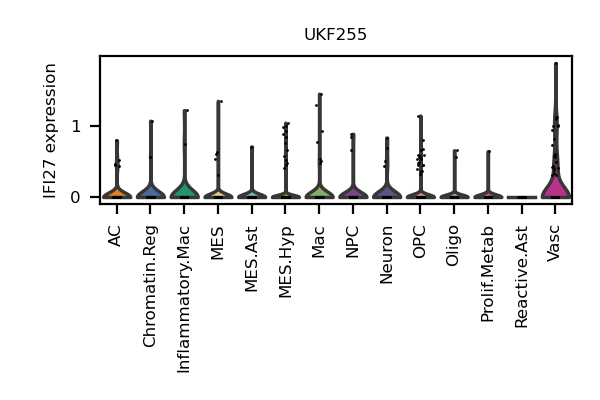 UKF255
IFI27 expression
1
0
AC
Chromatin.Reg
Inflammatory.Mac
MES
MES.Ast
MES.Hyp
Mac
NPC
Neuron
OPC
Oligo
Prolif.Metab
Reactive.Ast
Vasc